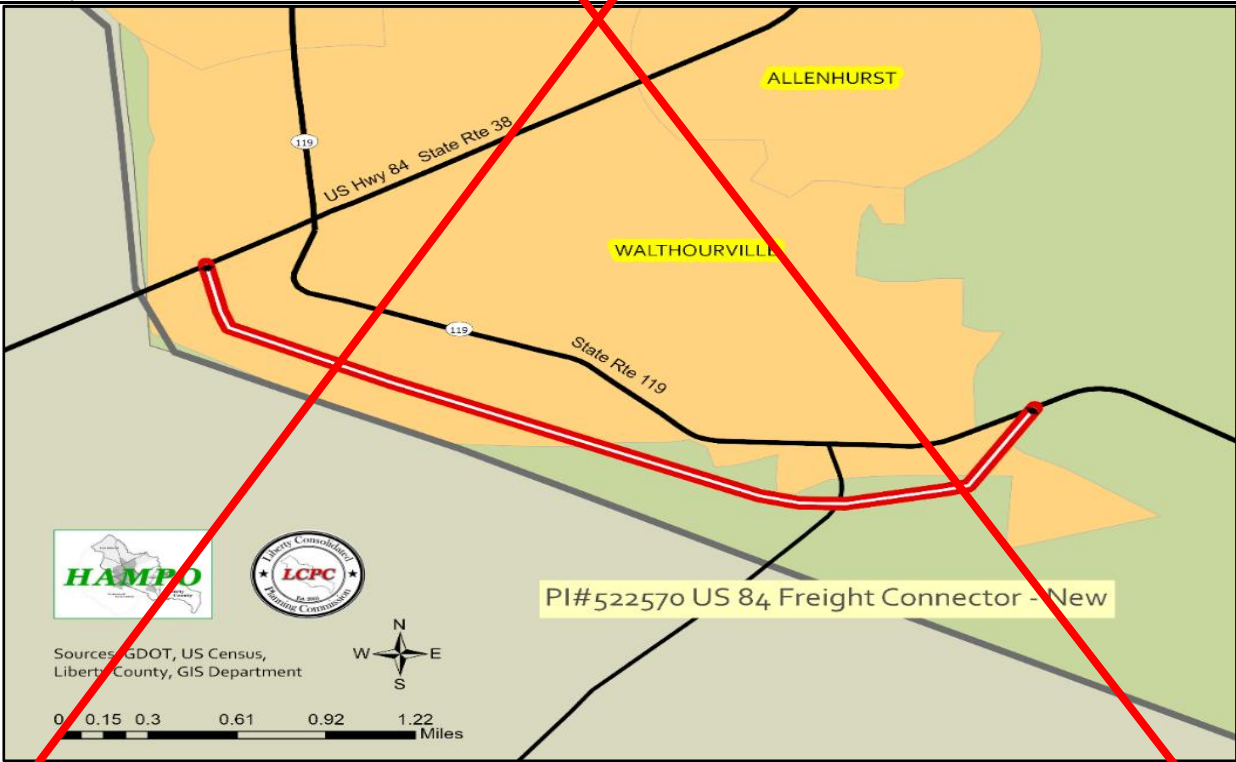 ALLENHURST
119
US Hwy 84 State Rte 38
WALTHOURVILLE
119
State Rte 119
HAMPO
Liberty Consolidated
LCPC
Est. 2005
Planning Commission
PI#522570 US 84 Freight Connector - New
N
W E
S
Sources: GDOT, US Census,
Liberty County, GIS Department
0 0.15 0.3 0.61 0.92 1.22
Miles